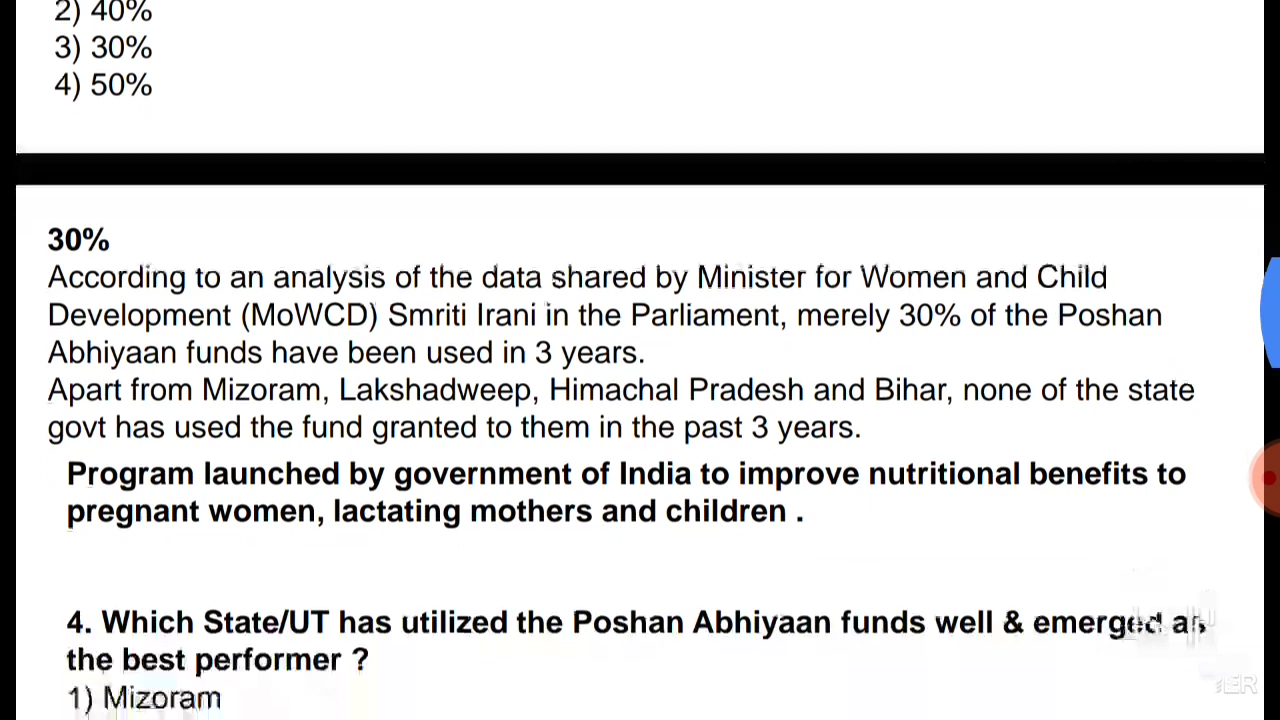 2) 40%
3) 30%
4) 50%
30%
According to an analysis of the data shared by Minister for Women and Child
Development (MoWCD) Smriti Irani in the Parliament, merely 30% of the Poshan
Abhiyaan funds have been used in 3 years.
Apart from Mizoram, Lakshadweep, Himachal Pradesh and Bihar, none of the state
govt has used the fund granted to them in the past 3 years.
Program launched by government of India to improve nutritional benefits to
pregnant women, lactating mothers and children .
4. Which State/UT has utilized the Poshan Abhiyaan funds well & emerged as
the best performer ?
1) Mizoram